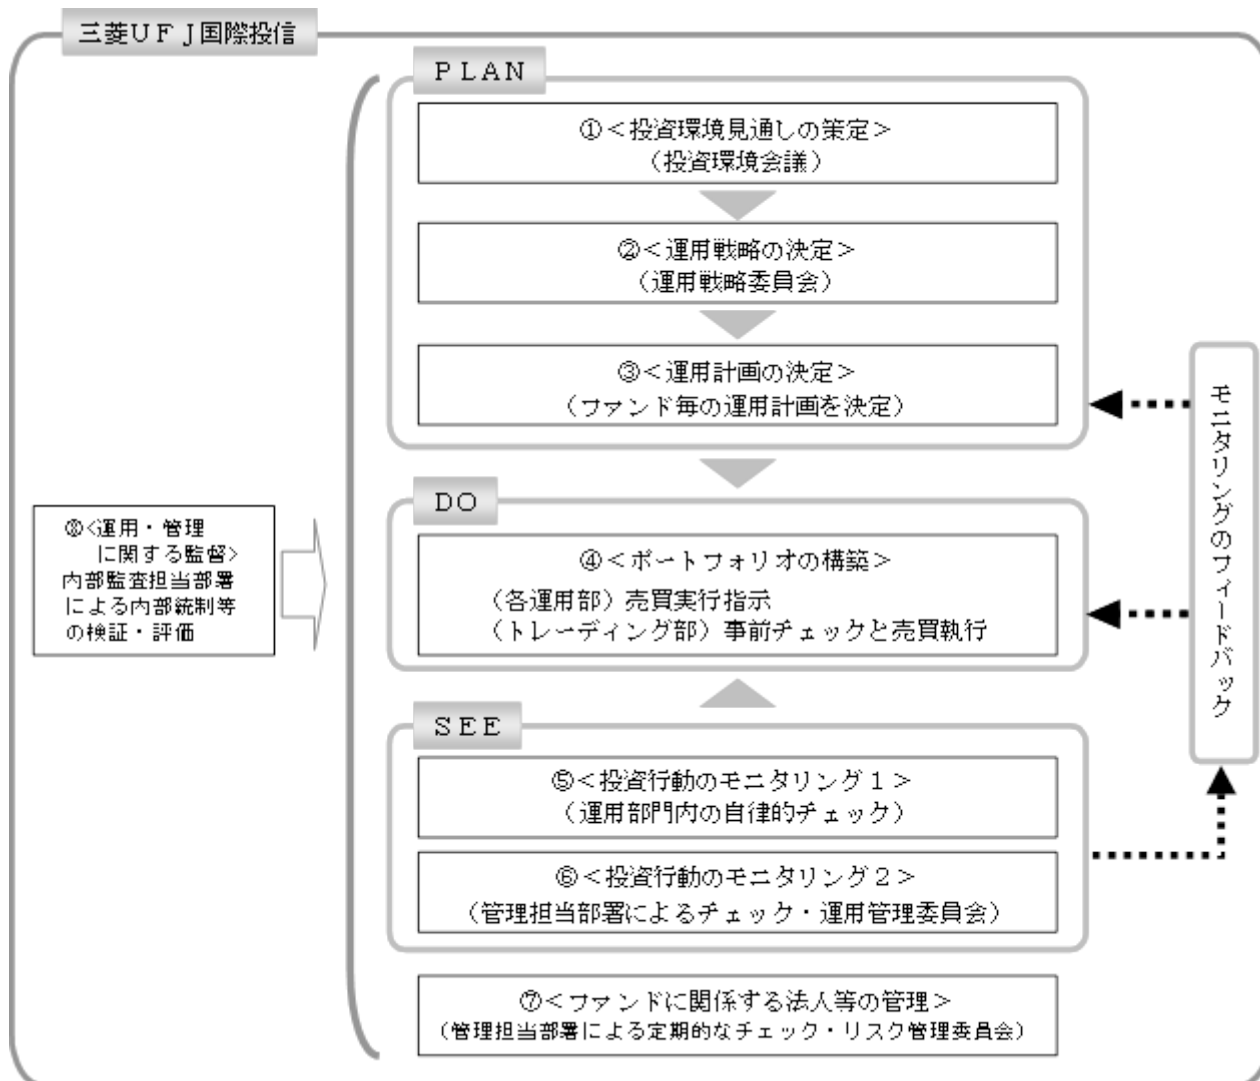 三菱ＵＦＪ国際投信
ＰＬＡＮ
①＜投資環境見通しの策定＞
（投資環境会議）
②＜運用戦略の決定＞
（運用戦略委員会）
③＜運用計画の決定＞
（ファンド毎の運用計画を決定）
ＤＯ
④＜ポートフォリオの構築＞
（各運用部）売買実行指示
（トレーディング部）事前チェックと売買執行
ＳＥＥ
⑤＜投資行動のモニタリング１＞
（運用部門内の自律的チェック）
⑥＜投資行動のモニタリング２＞
（管理担当部署によるチェック・運用管理委員会）
⑦＜ファンドに関係する法人等の管理＞
（管理担当部署による定期的なチェック・リスク管理委員会）
⑧＜運用・管理
に関する監督＞
内部監査担当部署
による内部統制等
の検証・評価
モニタリングのフィードバック